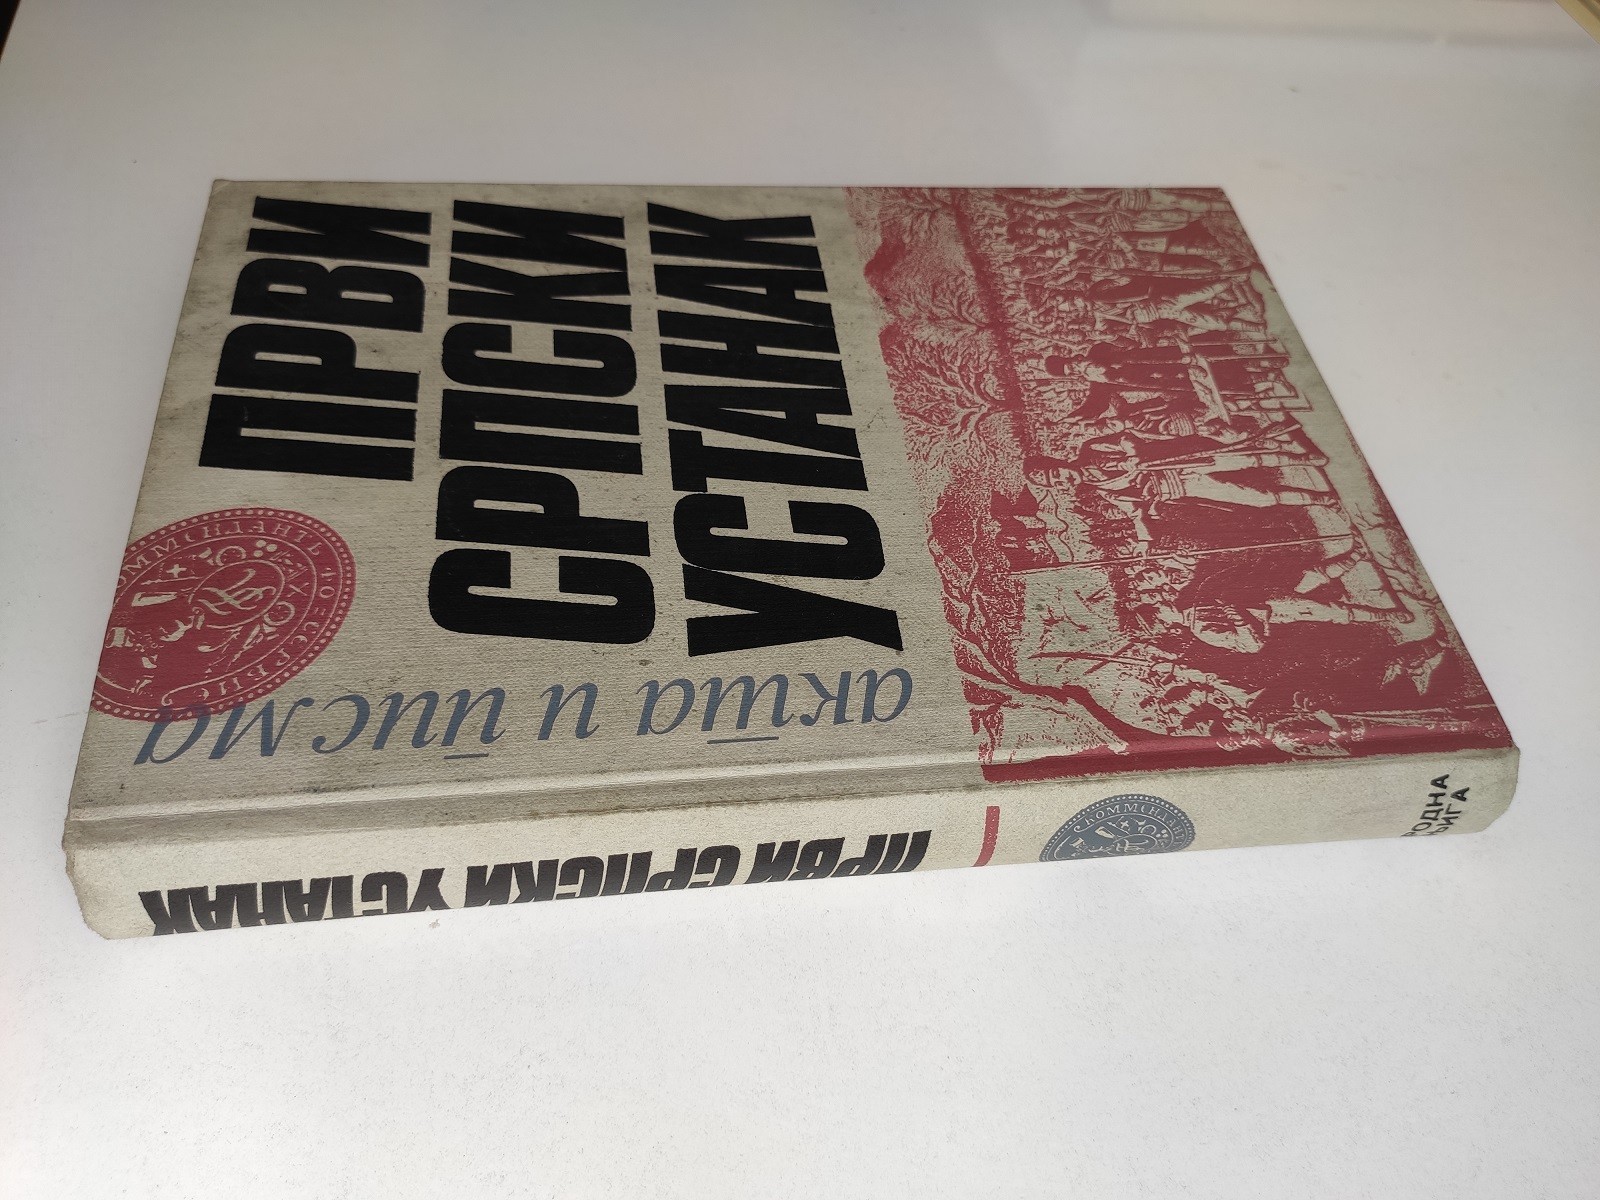 ПРВИ
СРПСКИ
УСТАНАК
акта и писма
ПРВИ СРПСКИ УСТАНАК
I